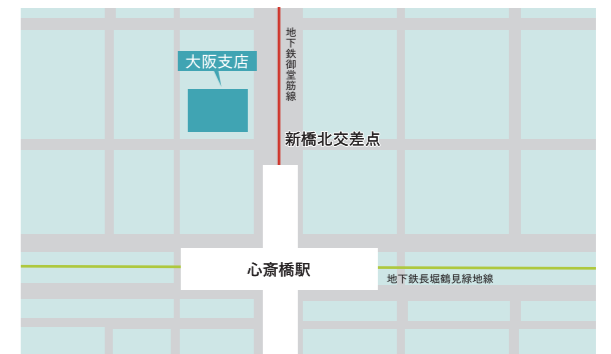 大阪支店
地下鉄御堂筋線
新橋北交差点
心斎橋駅
地下鉄長堀鶴見緑地線